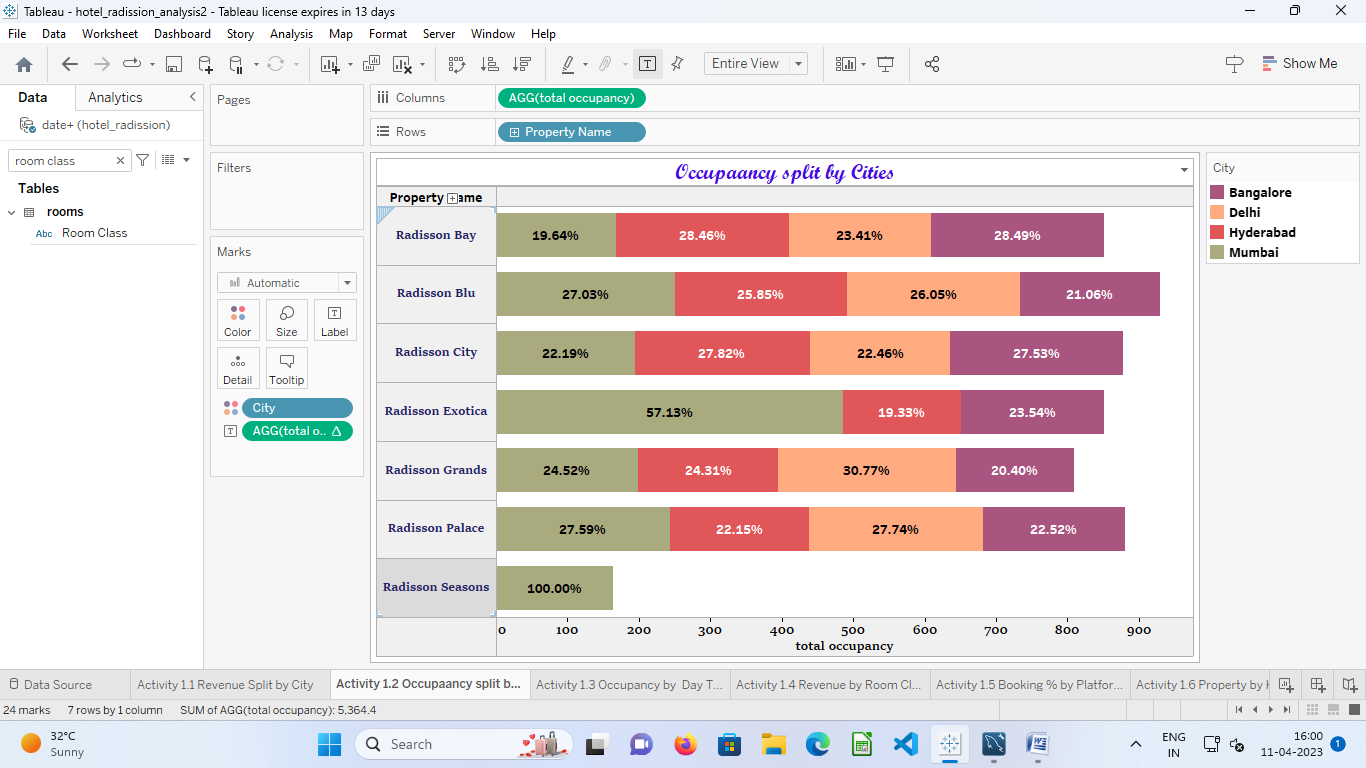 Tableau - hotel_radission_analysis2 - Tableau license expires in 13 days
File Data Worksheet Dashboard Story Analysis Map Format Server Window Help
Entire View
Show Me
Data Analytics
date+ (hotel_radission)
room class
Tables
rooms
Abc Room Class
Pages
Filters
Marks
Automatic
Color Size Label
Detail Tooltip
City
AGG(total o..
Columns AGG(total occupancy)
Rows Property Name
Occupaancy split by Cities
Property ame
Radisson Bay 19.64% 28.46% 23.41% 28.49%
Radisson Blu 27.03% 25.85% 26.05% 21.06%
Radisson City 22.19% 27.82% 22.46% 27.53%
Radisson Exotica 57.13% 19.33% 23.54%
Radisson Grands 24.52% 24.31% 30.77% 20.40%
Radisson Palace 27.59% 22.15% 27.74% 22.52%
Radisson Seasons 100.00%
0 100 200 300 400 500 600 700 800 900
total occupancy
City
Bangalore
Delhi
Hyderabad
Mumbai
Data Source Activity 1.1 Revenue Split by City Activity 1.2 Occupaancy split b... Activity 1.3 Occupancy by Day T... Activity 1.4 Revenue by Room Cl... Activity 1.5 Booking % by Platfor... Activity 1.6 Property by
24 marks 7 rows by 1 column SUM of AGG(total occupancy): 5,364.4
32°C
Sunny
Search
ENG
IN
16:00
11-04-2023
1